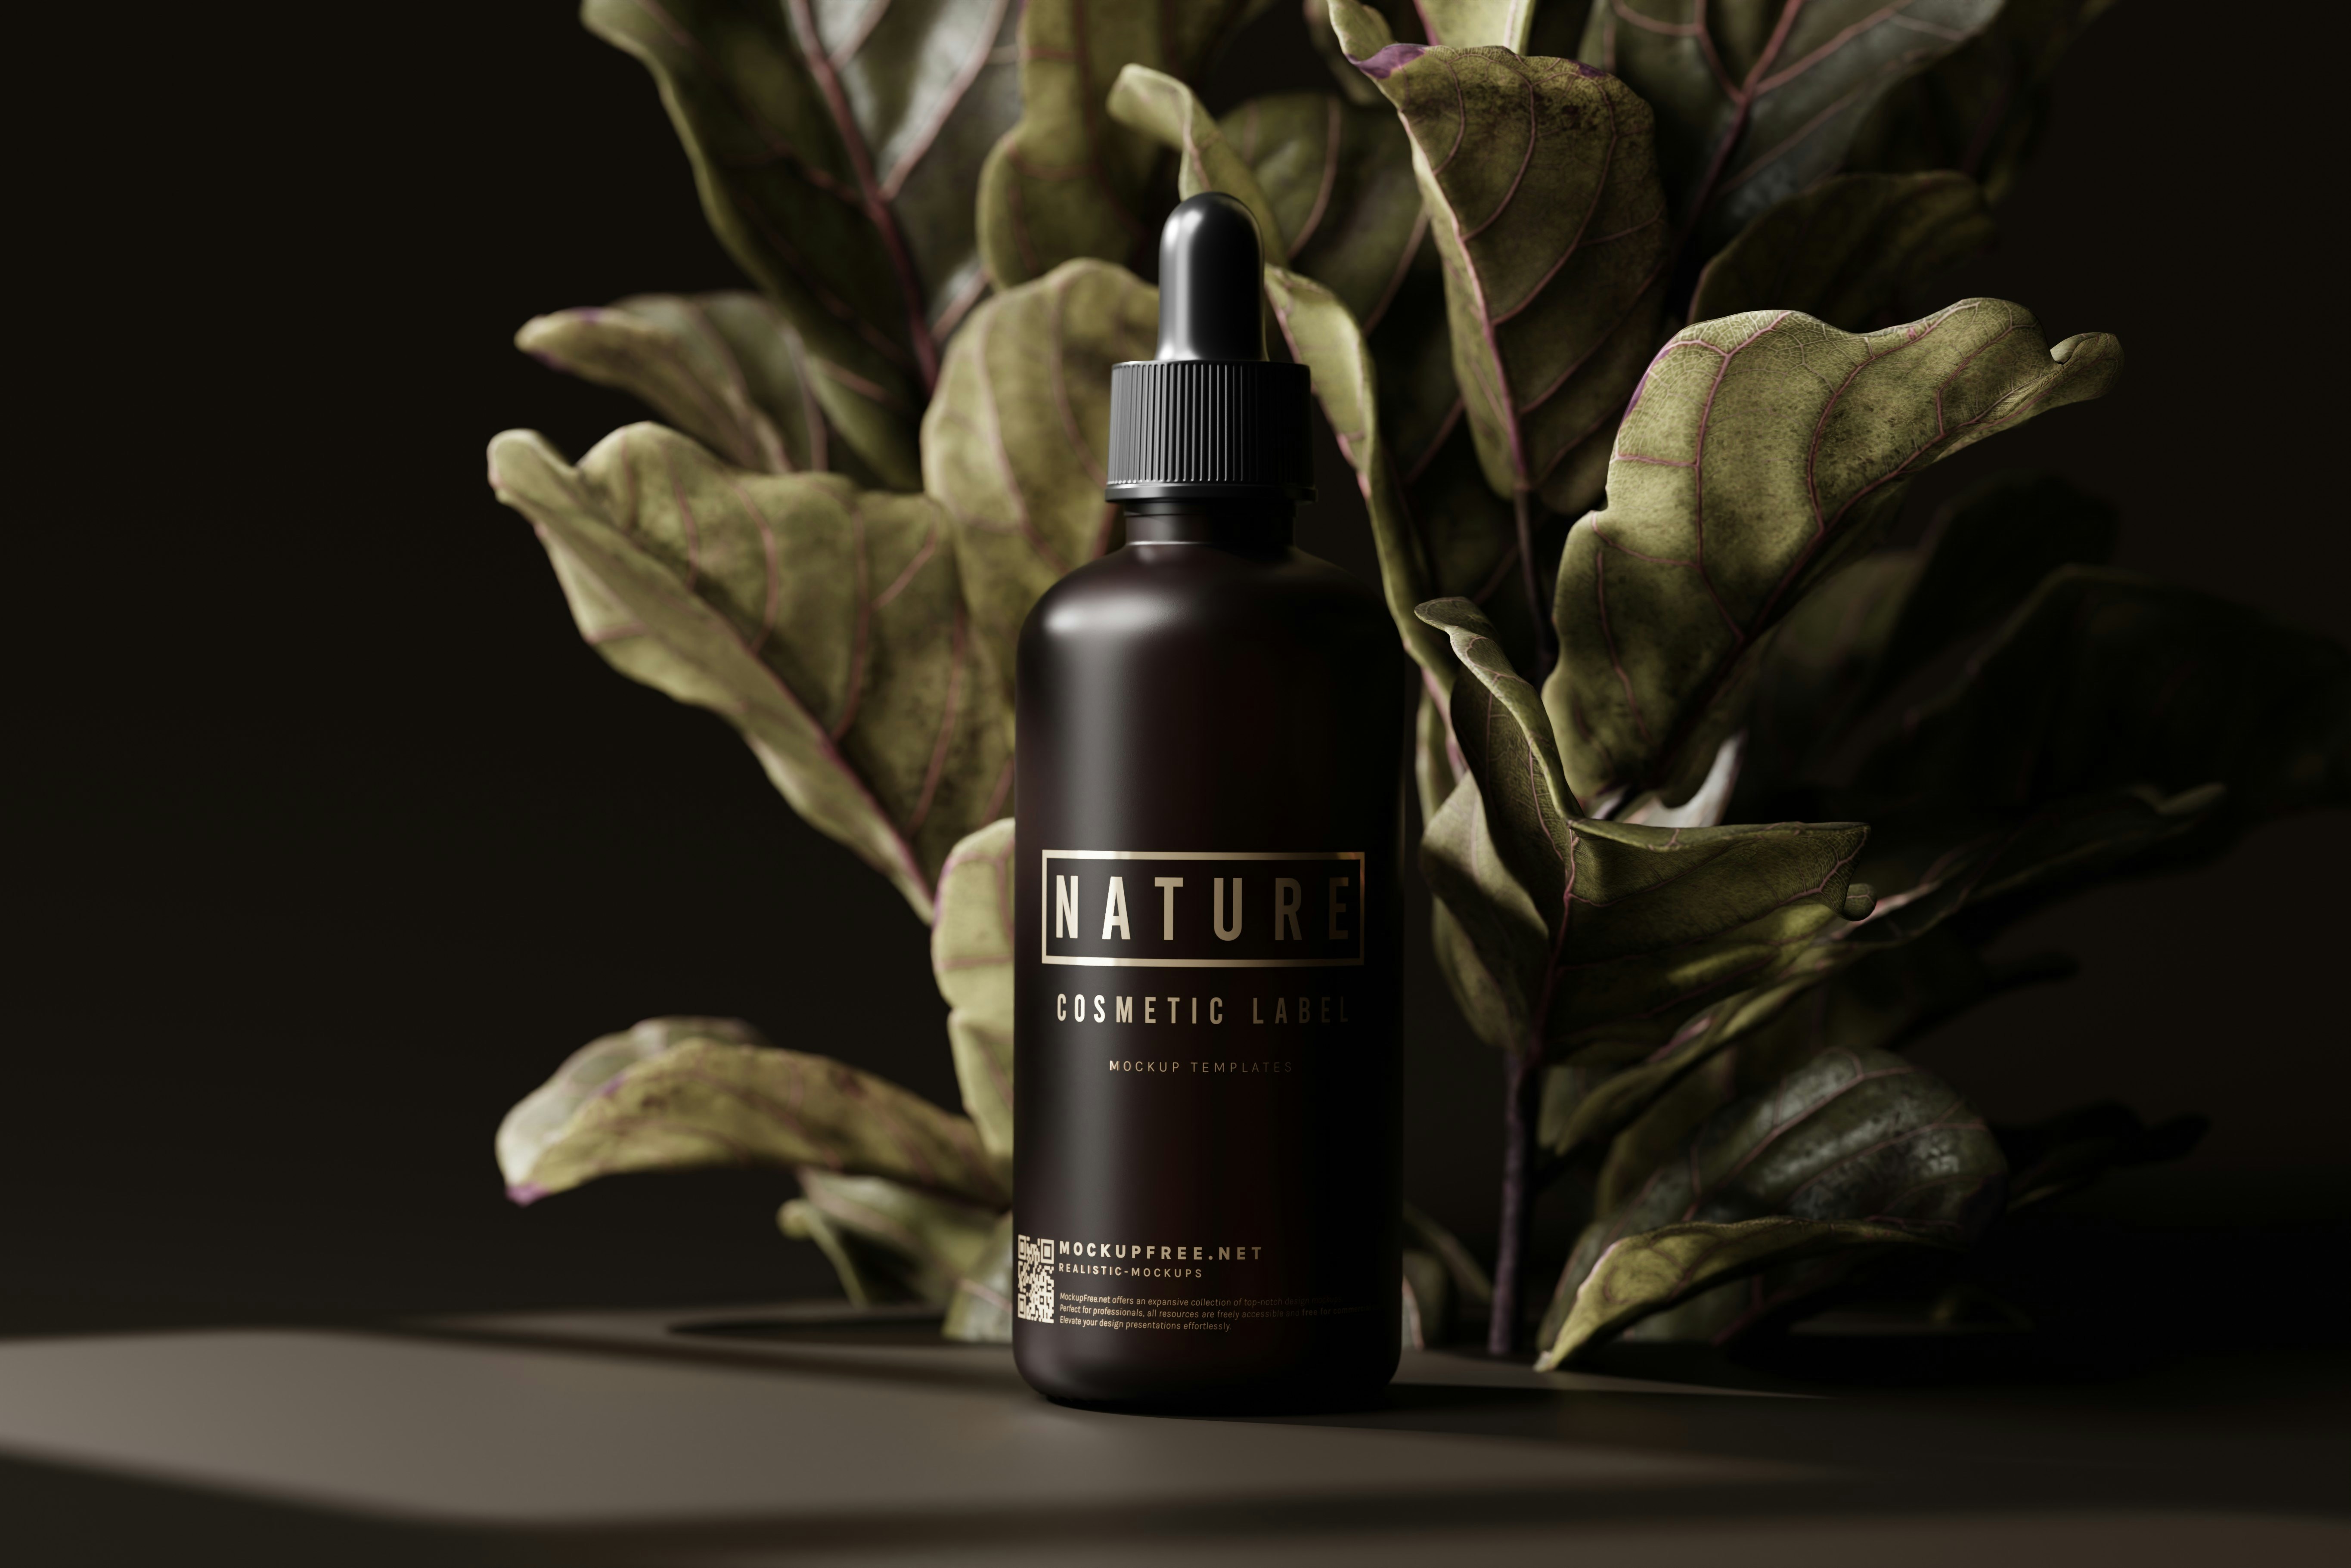 NATURE
COSMETIC LABEL
MOCKUP TEMPLATES
MOCKUPFREE.NET
REALISTIC-MOCKUPS
MockupFree.net offers an expansive collection of top-notch design
Perfect for professionals, all resources are freely accessible and free for
Elevate your design presentations effortlessly.